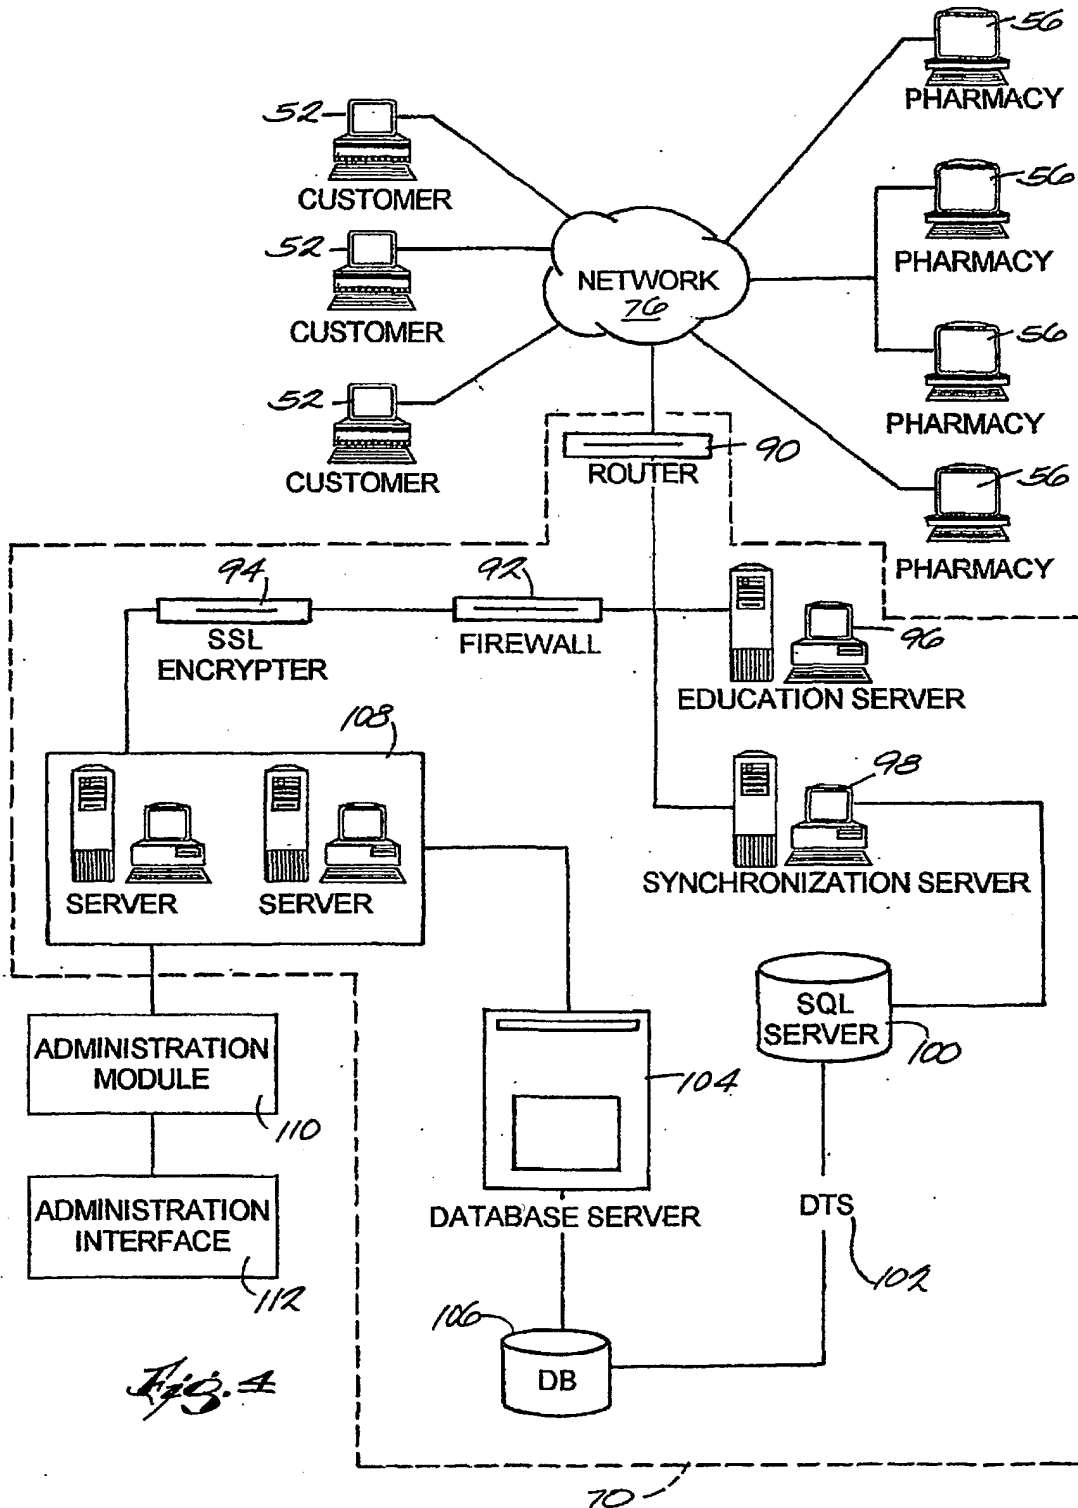 56
PHARMACY
52
CUSTOMER
56
PHARMACY
52
CUSTOMER
NETWORK
76
56
PHARMACY
52
CUSTOMER
90
ROUTER
56
PHARMACY
94
SSL
ENCRYPTER
92
FIREWALL
96
EDUCATION SERVER
108
SERVER
SERVER
98
SYNCHRONIZATION SERVER
SQL
SERVER
100
ADMINISTRATION
MODULE
110
104
DATABASE SERVER
ADMINISTRATION
INTERFACE
112
DTS
102
106
DB
Fig. 4
70